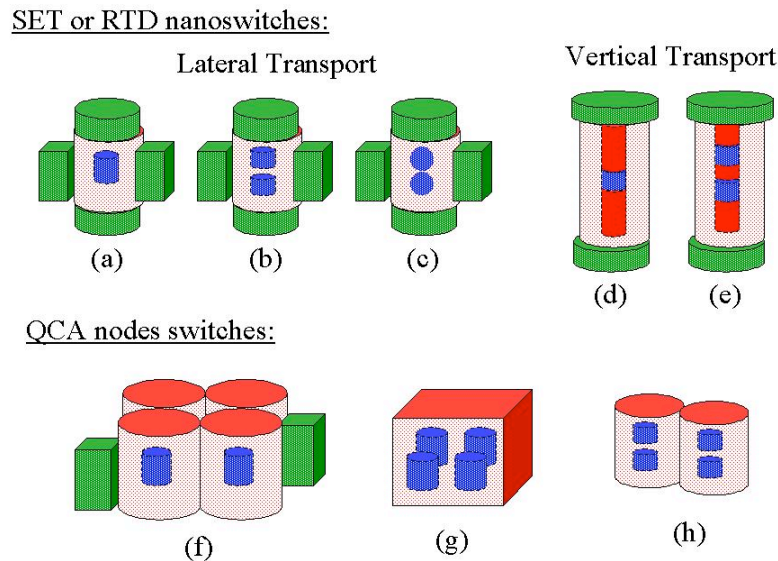 SET or RTD nanoswitches:
Lateral Transport
Vertical Transport
(a)
(b)
(c)
(d)
(e)
QCA nodes switches:
(f)
(g)
(h)